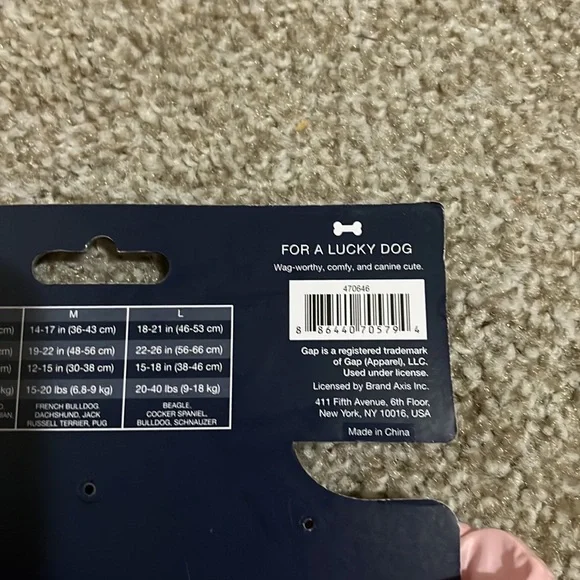 FOR A LUCKY DOG
Wag-worthy, comfy, and canine cute.
470646
8 86440 70579 4
Gap is a registered trademark
of Gap (Apparel), LLC.
Used under license.
Licensed by Brand Axis Inc.
411 Fifth Avenue, 6th Floor,
New York, NY 10016, USA
Made in China
M L
cm) 14-17 in (36-43 cm) 18-21 in (46-53 cm)
cm) 19-22 in (48-56 cm) 22-26 in (56-66 cm)
cm) 12-15 in (30-38 cm) 15-18 in (38-46 cm)
kg) 15-20 lbs (6.8-9 kg) 20-40 lbs (9-18 kg)
FRENCH BULLDOG, BEAGLE,
DACHSHUND, JACK COCKER SPANIEL,
RUSSELL TERRIER, PUG BULLDOG, SCHNAUZER